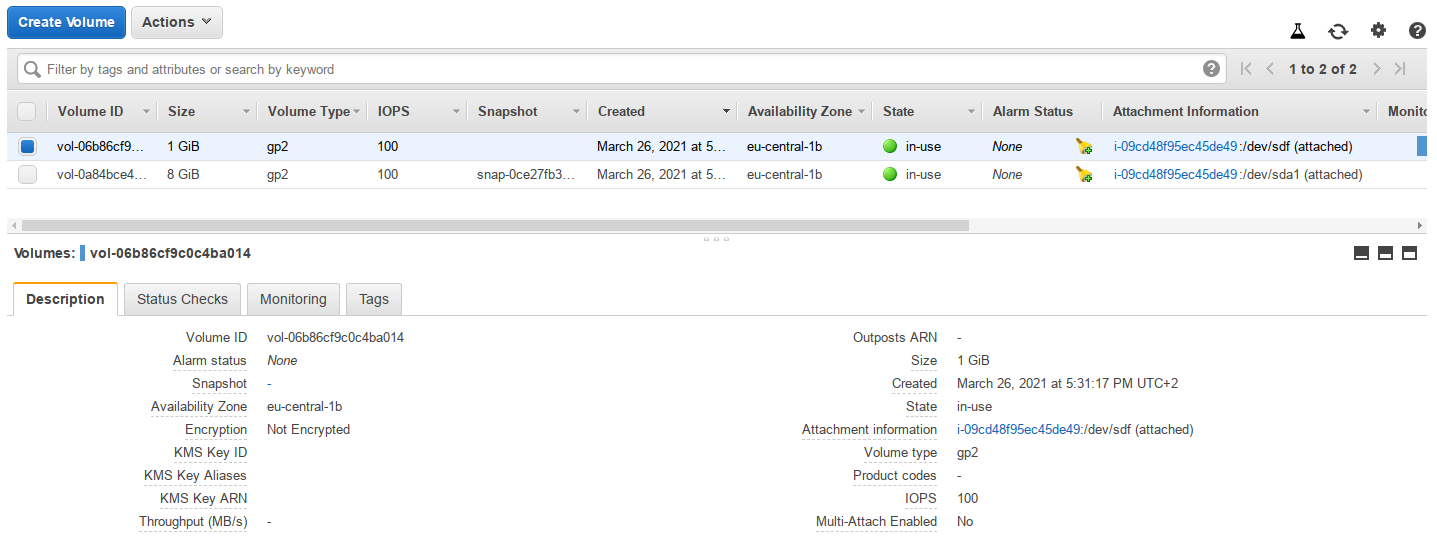 Create Volume Actions
Filter by tags and attributes or search by keyword 1 to 2 of 2
Volume ID Size Volume Type IOPS Snapshot Created Availability Zone State Alarm Status Attachment Information Monito
vol-06b86cf9... 1 GiB gp2 100 March 26, 2021 at 5... eu-central-1b in-use None i-09cd48f95ec45de49:/dev/sdf (attached)
vol-0a84bce4... 8 GiB gp2 100 snap-0ce27fb3... March 26, 2021 at 5... eu-central-1b in-use None i-09cd48f95ec45de49:/dev/sda1 (attached)
Volumes: vol-06b86cf9c0c4ba014
Description Status Checks Monitoring Tags
Volume ID vol-06b86cf9c0c4ba014 Outposts ARN -
Alarm status None Size 1 GiB
Snapshot - Created March 26, 2021 at 5:31:17 PM UTC+2
Availability Zone eu-central-1b State in-use
Encryption Not Encrypted Attachment information i-09cd48f95ec45de49:/dev/sdf (attached)
KMS Key ID Volume type gp2
KMS Key Aliases Product codes -
KMS Key ARN IOPS 100
Throughput (MB/s) - Multi-Attach Enabled No